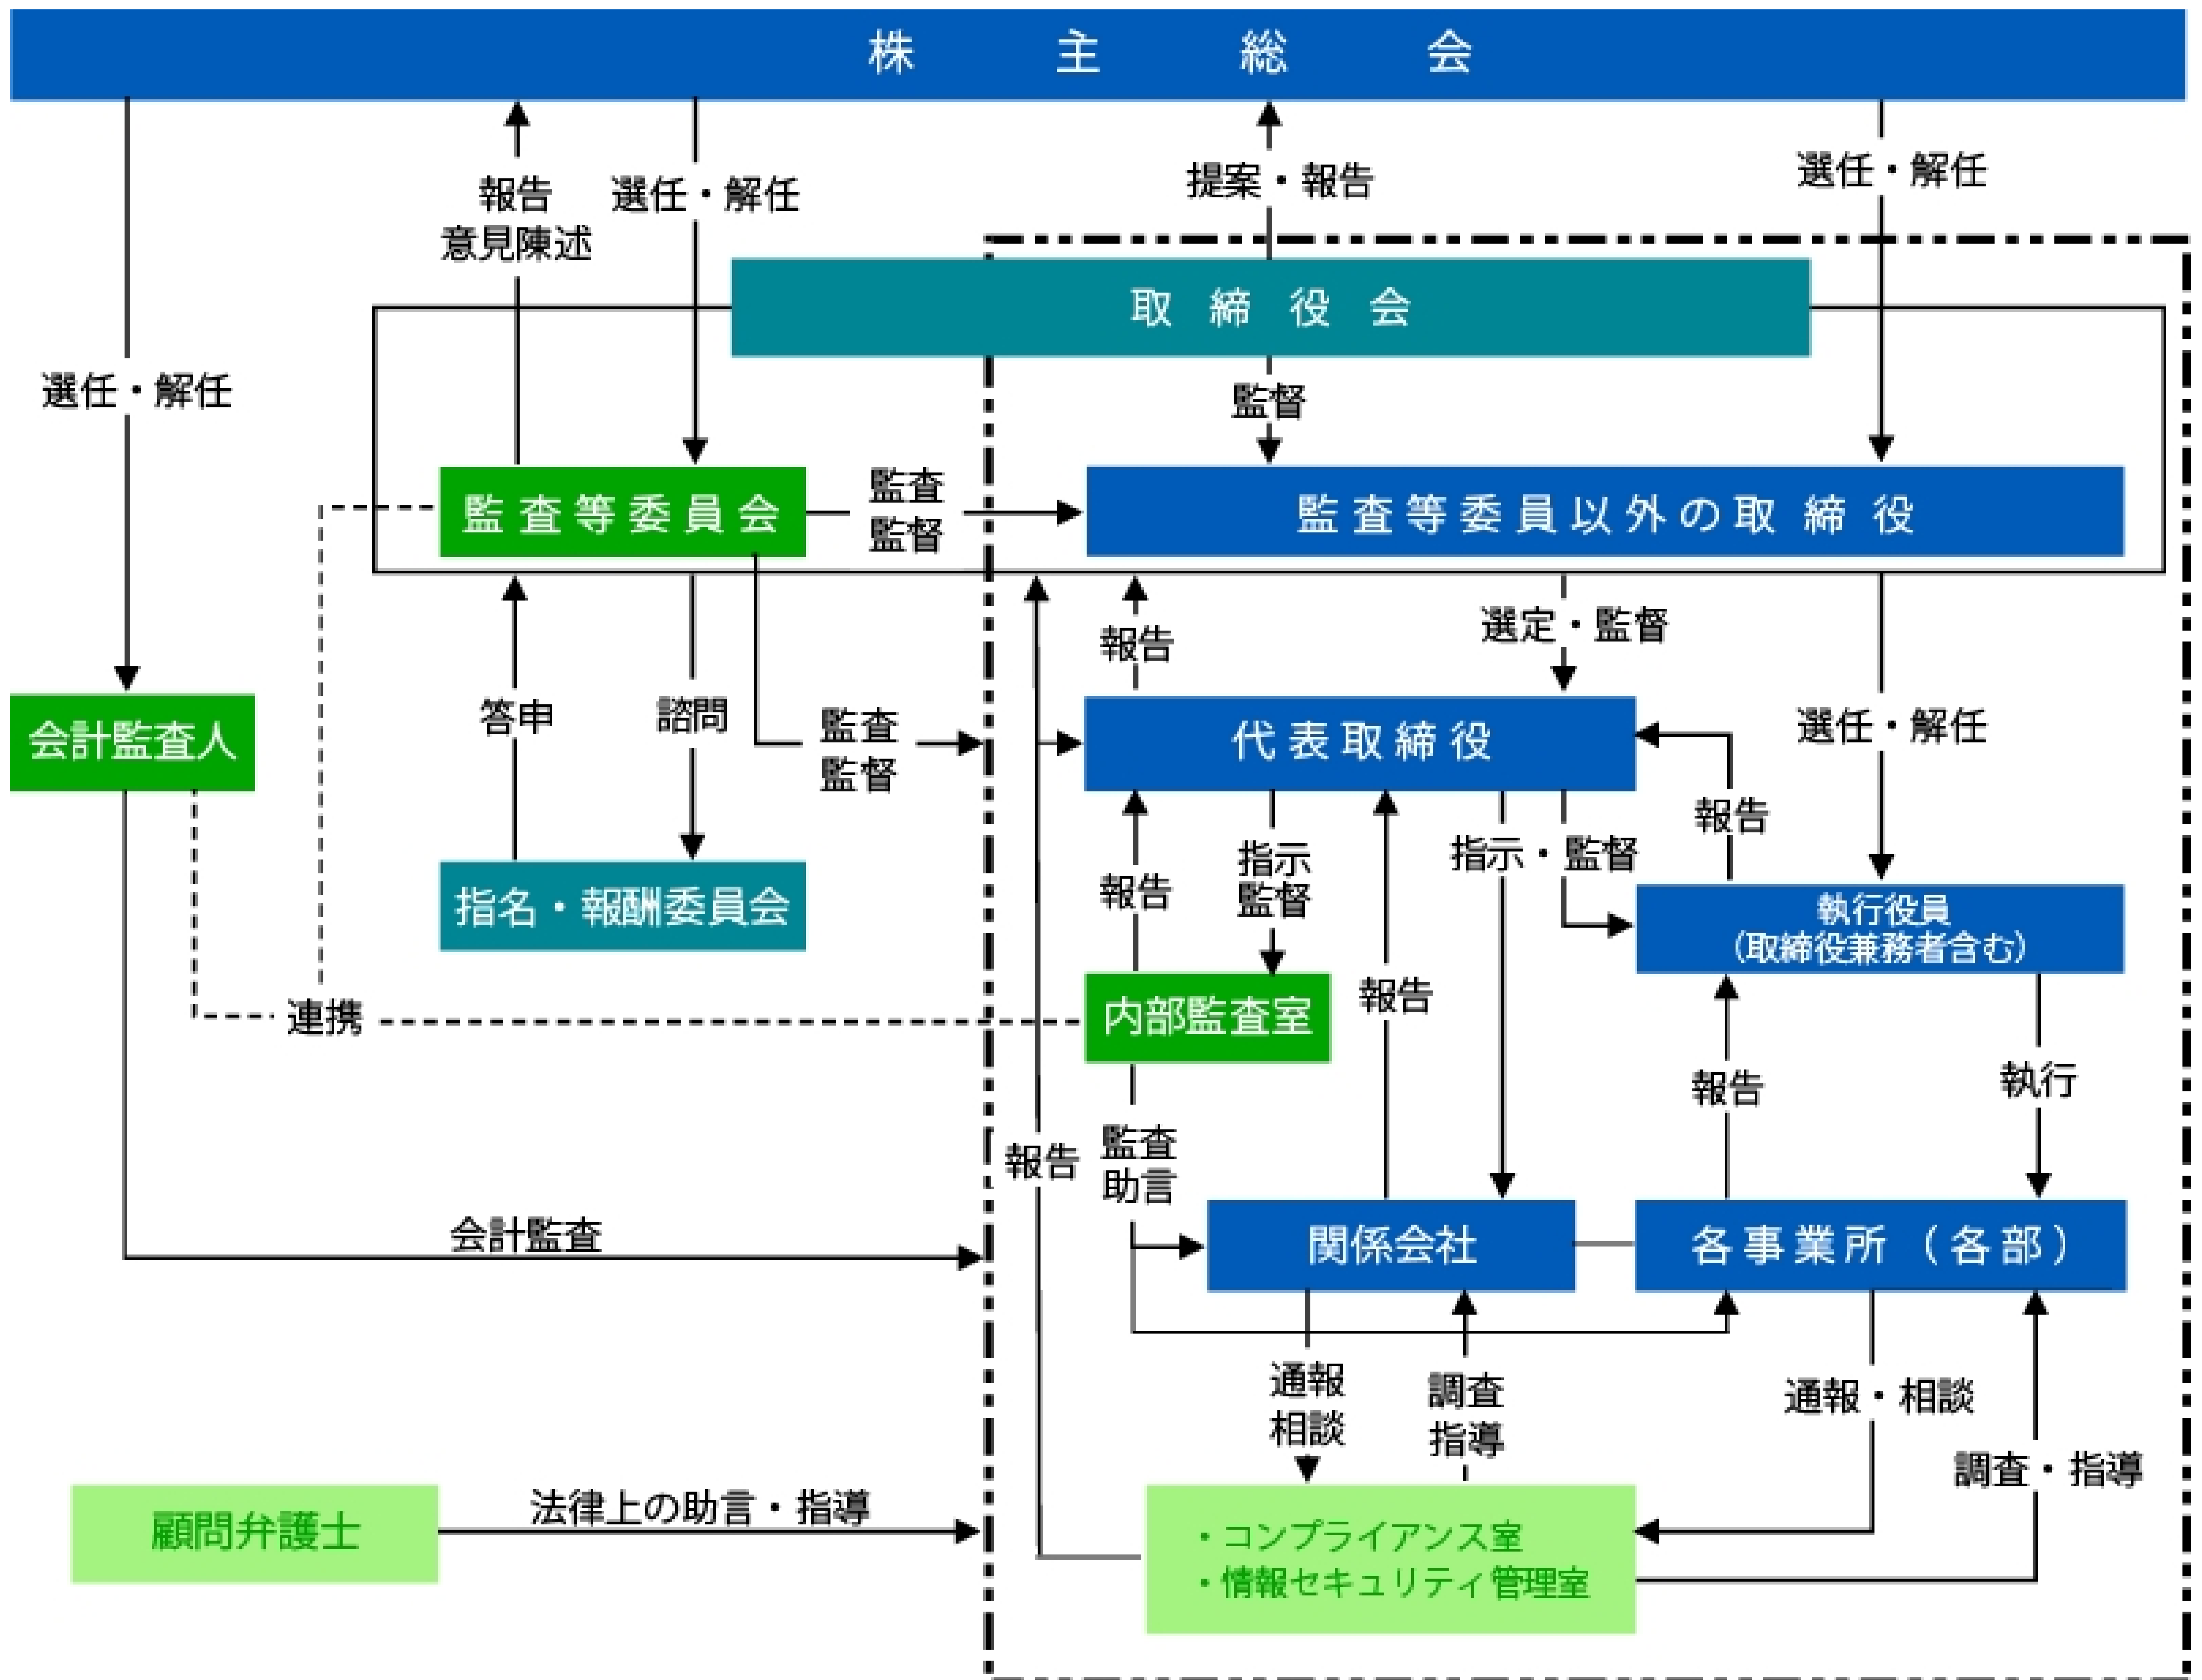 株主総会
報告
意見陳述
選任・解任
提案・報告
選任・解任
取締役会
選任・解任
監督
監査等委員会
監査
監督
監査等委員以外の取締役
報告
選定・監督
会計監査人
答申
諮問
監査
監督
代表取締役
選任・解任
報告
指示・監督
指示
監督
報告
指名・報酬委員会
執行役員
（取締役兼務者含む）
内部監査室
報告
連携
報告
執行
報告
監査
助言
会計監査
関係会社
各事業所（各部）
通報
相談
調査
指導
通報・相談
調査・指導
顧問弁護士
法律上の助言・指導
・コンプライアンス室
・情報セキュリティ管理室